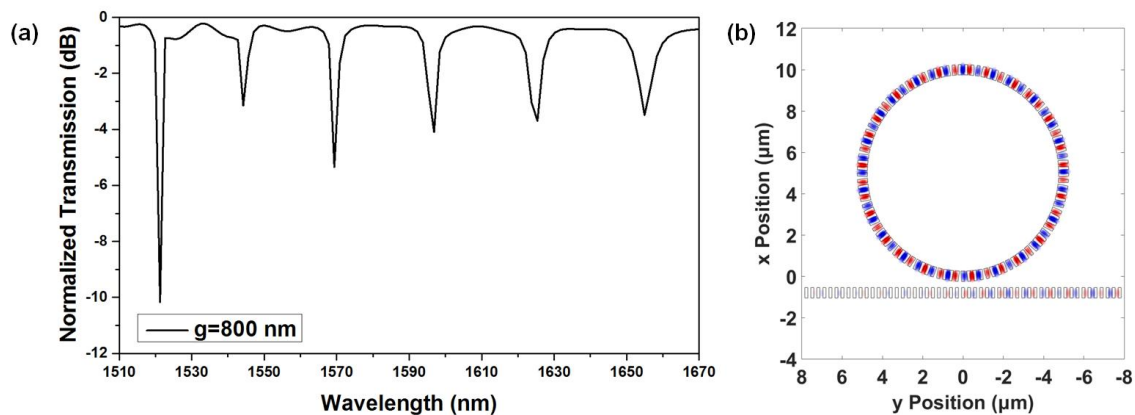 (a)
Normalized Transmission (dB)
0
-2
-4
-6
-8
-10
-12
g=800 nm
1510 1530 1550 1570 1590 1610 1630 1650 1670
Wavelength (nm)
(b)
x Position (μm)
12
10
8
6
4
2
0
-2
-4
8 6 4 2 0 -2 -4 -6 -8
y Position (μm)